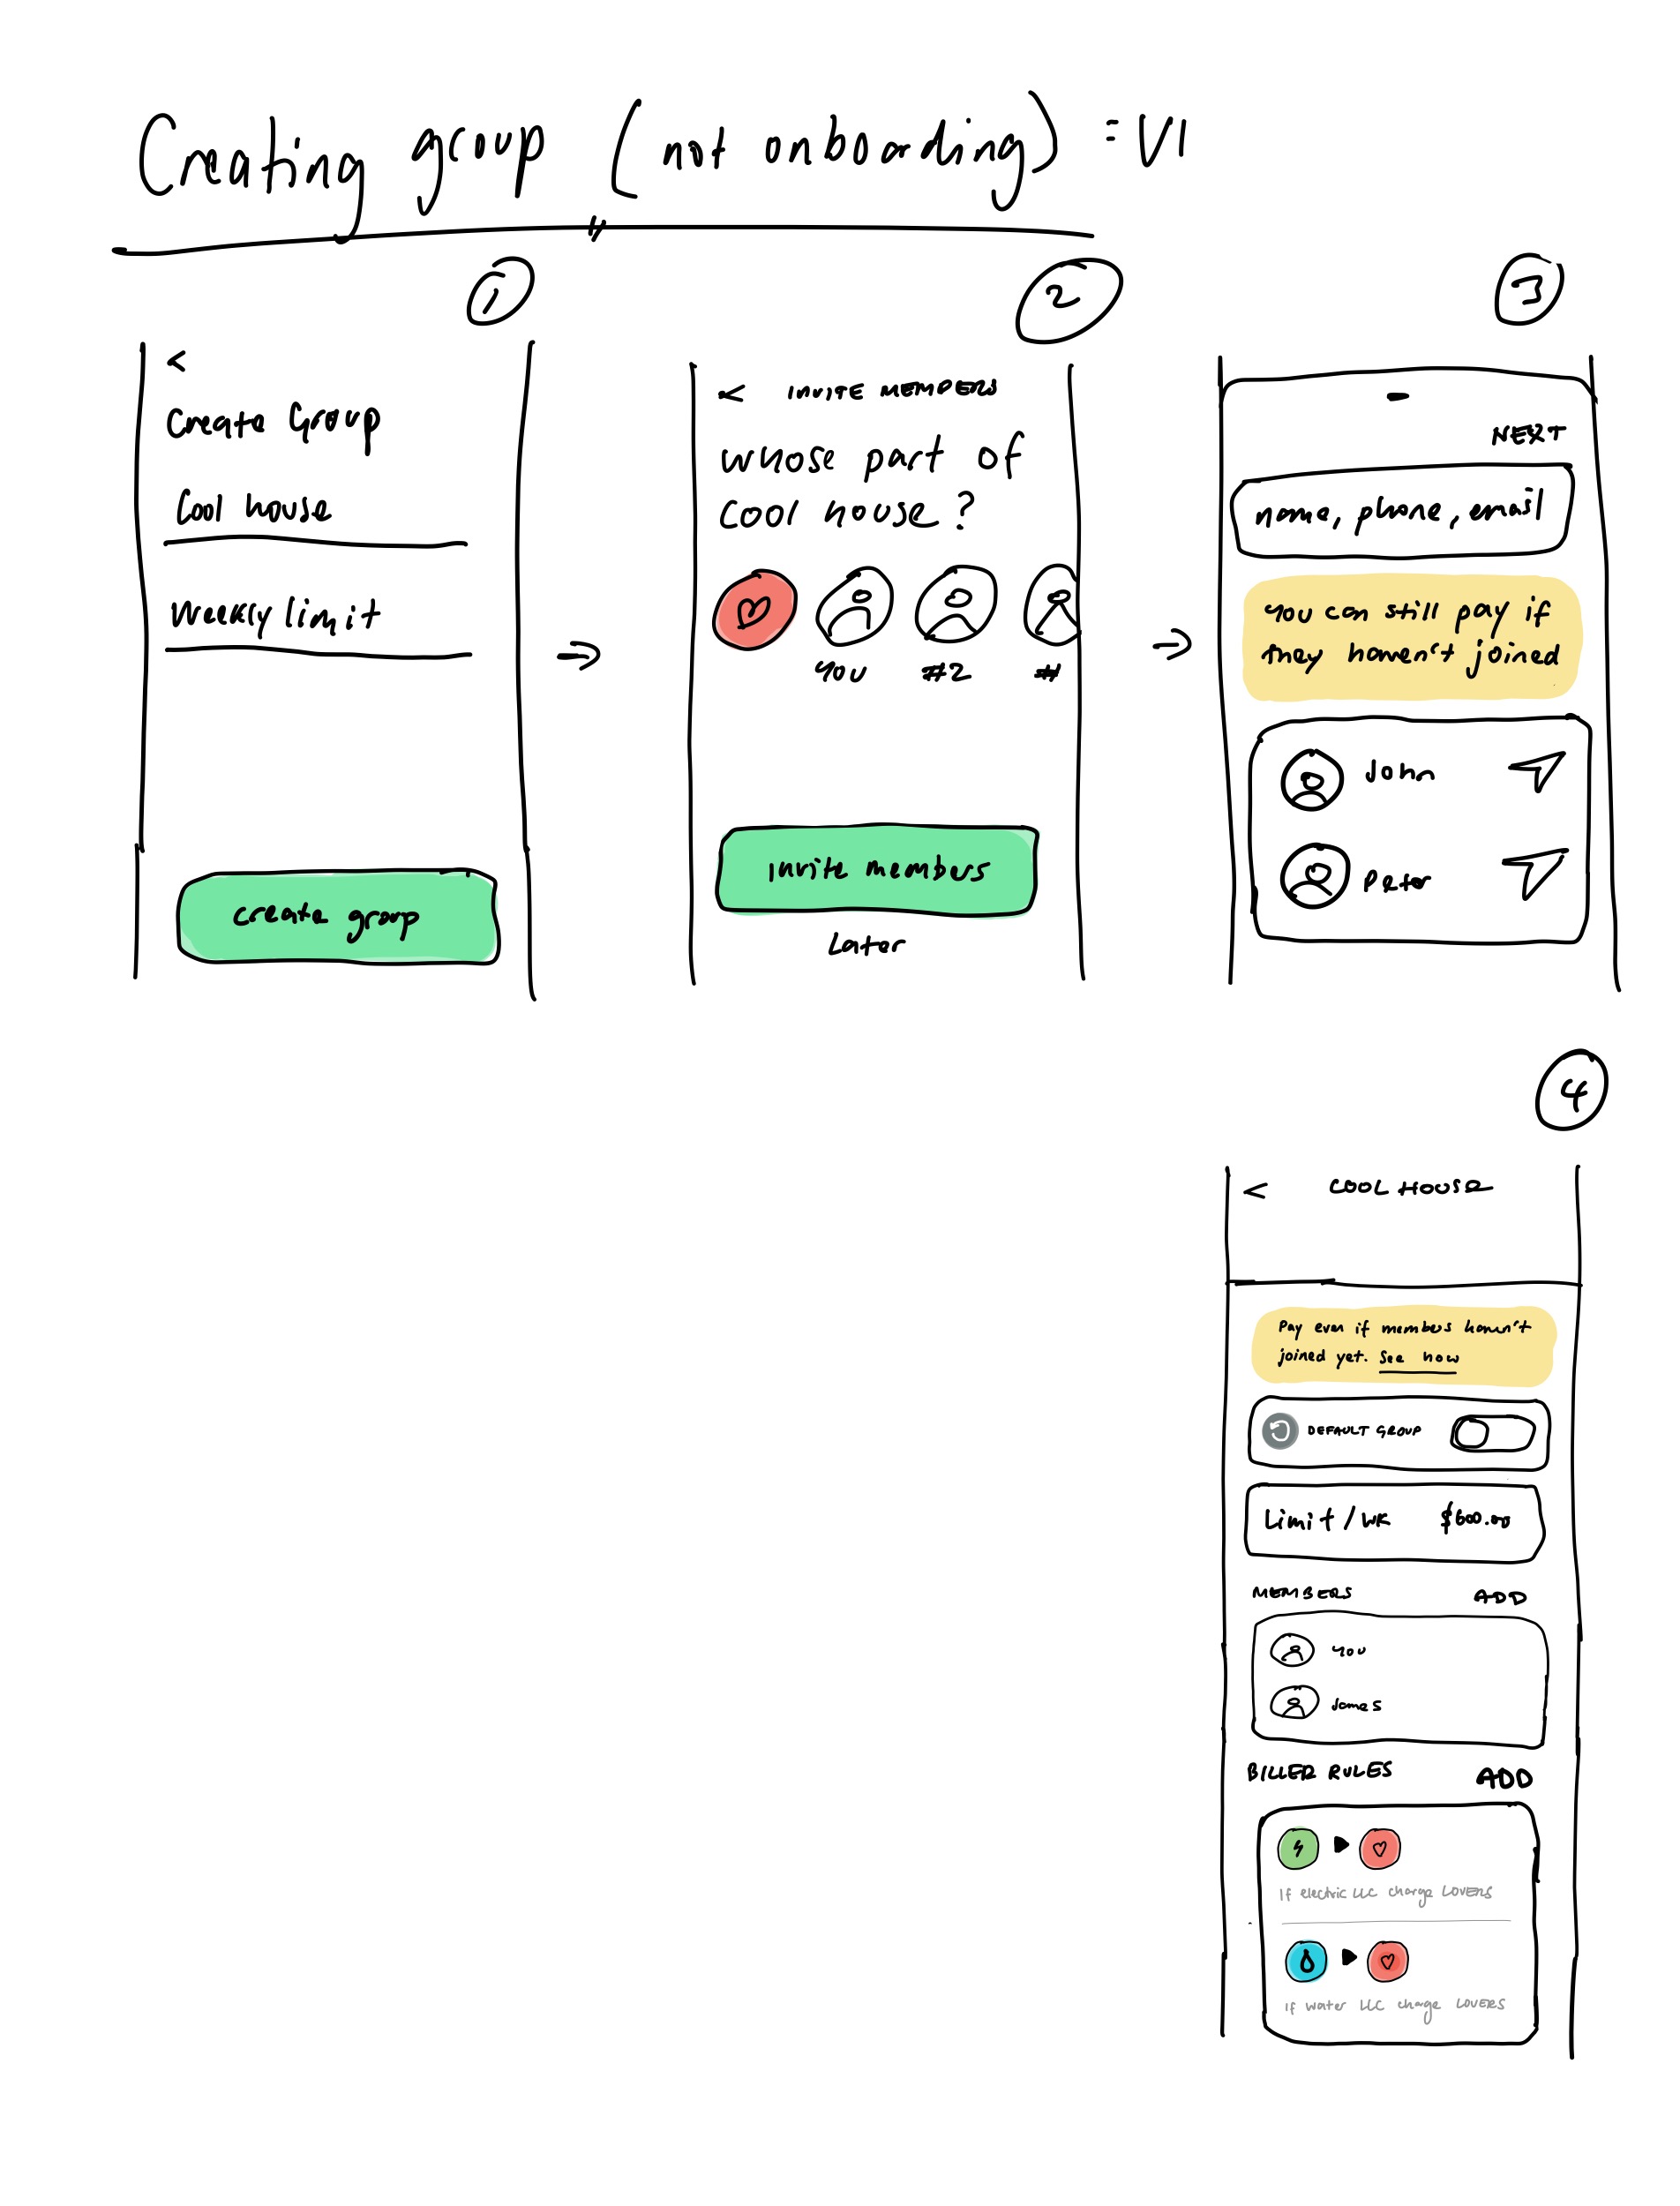 Creating group (not onboarding) = V1
1
<
Create Group
Cool house
Weekly limit
create group
2
< INVITE MEMBERS
whose part of
cool house?
YOU #2 #
Invite members
Later
3
NEXT
name, phone, email
You can still pay if
they haven't joined
John
Peter
4
< COOL HOUSE
Pay even if members haven't
joined yet. See how
DEFAULT GROUP
Limit / WK $600.00
MEMBERS ADD
You
James
BILLER RULES ADD
If electric LLC charge LOVERS
If water LLC charge LOVERS